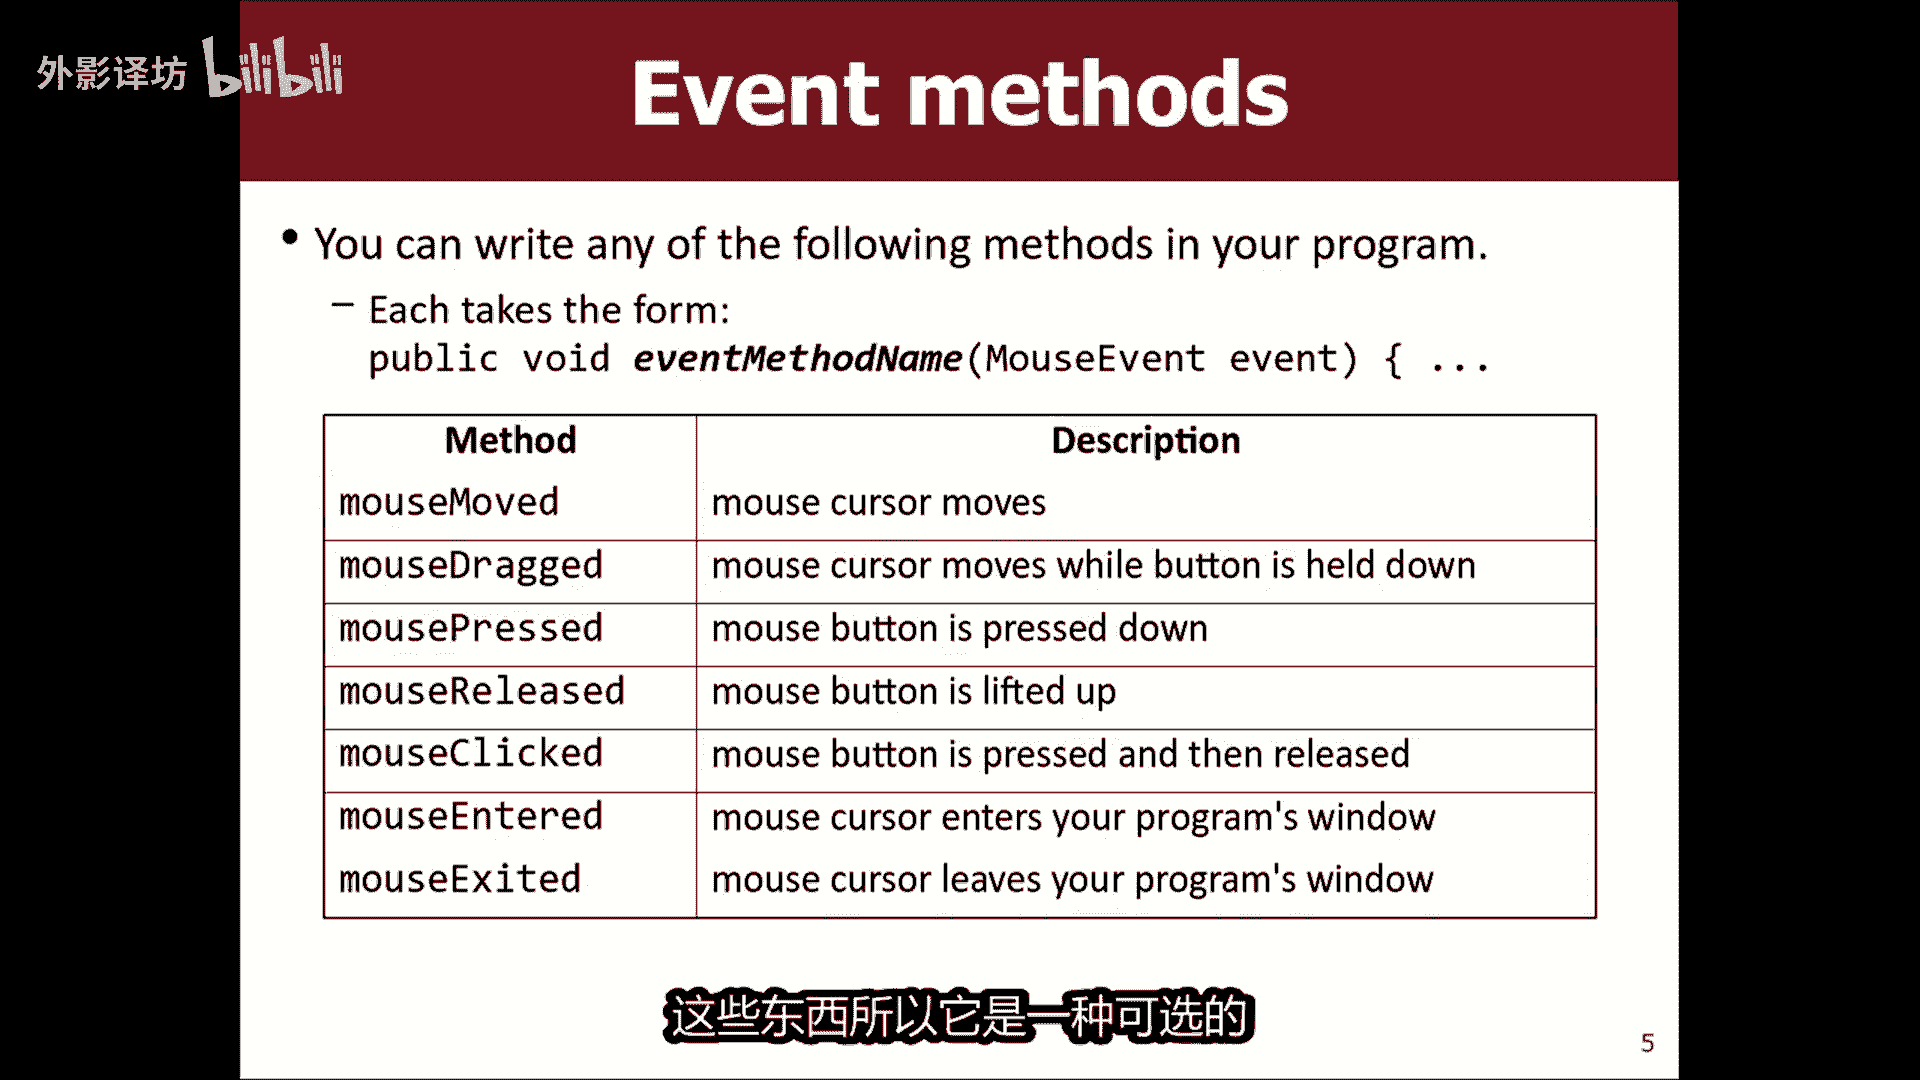 外影译坊 bilibili
Event methods
• You can write any of the following methods in your program.
– Each takes the form:
public void eventMethodName(MouseEvent event) { ...
Method Description
mouseMoved mouse cursor moves
mouseDragged mouse cursor moves while button is held down
mousePressed mouse button is pressed down
mouseReleased mouse button is lifted up
mouseClicked mouse button is pressed and then released
mouseEntered mouse cursor enters your program's window
mouseExited mouse cursor leaves your program's window
这些东西所以它是一种可选的
5